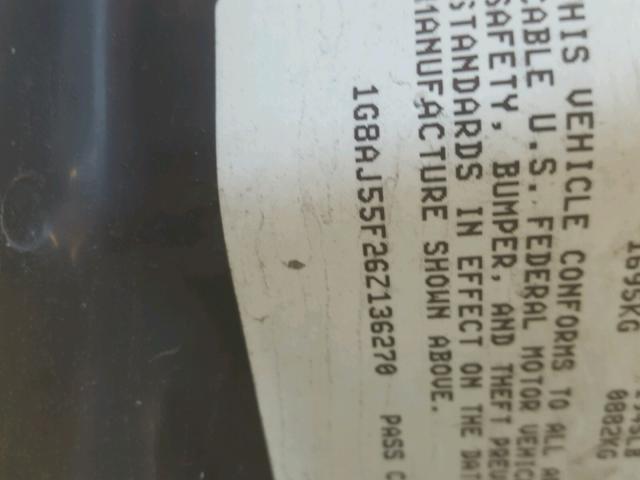 1695KG
0882KG
THIS VEHICLE CONFORMS TO ALL
CABLE U.S. FEDERAL MOTOR VEHIC
SAFETY, BUMPER, AND THEFT PREV
STANDARDS IN EFFECT ON THE DAT
MANUFACTURE SHOWN ABOVE.
1G8AJ55F26Z136270 PASS C